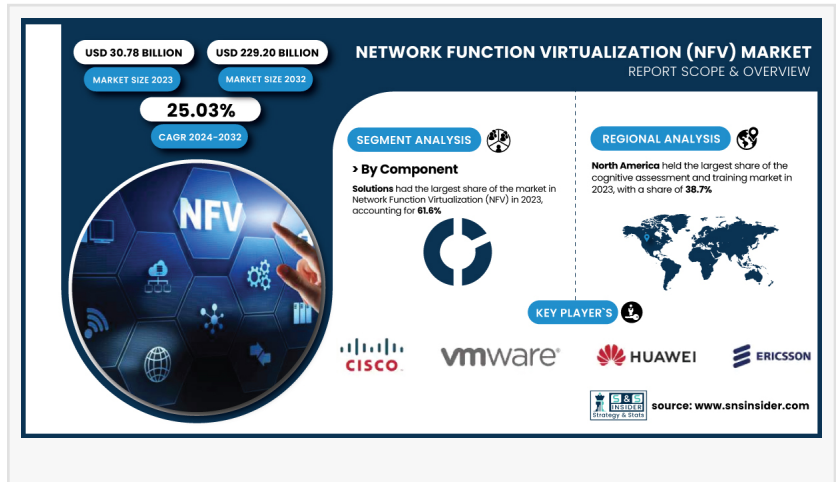 USD 30.78 BILLION
MARKET SIZE 2023
USD 229.20 BILLION
MARKET SIZE 2032
25.03%
CAGR 2024-2032
NETWORK FUNCTION VIRTUALIZATION (NFV) MARKET
REPORT SCOPE & OVERVIEW
NFV
SEGMENT ANALYSIS
> By Component
Solutions had the largest share of the market in
Network Function Virtualization (NFV) in 2023,
accounting for 61.6%
REGIONAL ANALYSIS
North America held the largest share of the
cognitive assessment and training market in
2023, with a share of 38.7%
KEY PLAYER`S
CISCO
vmware®
HUAWEI
ERICSSON
S&S
INSIDER
Strategy & Stats
source: www.snsinsider.com